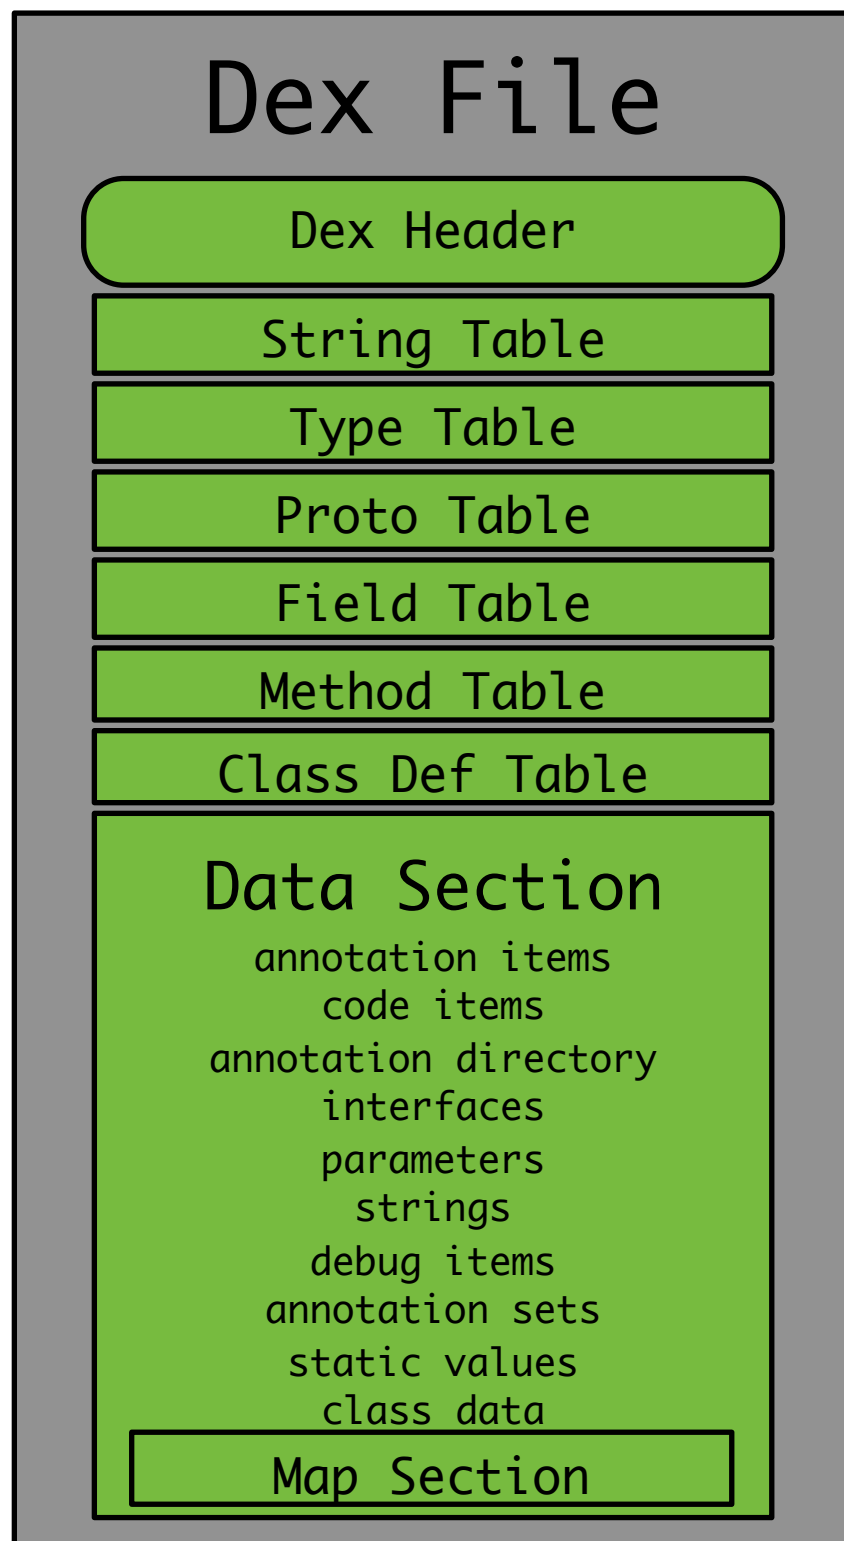 Dex File
Dex Header
String Table
Type Table
Proto Table
Field Table
Method Table
Class Def Table
Data Section
annotation items
code items
annotation directory
interfaces
parameters
strings
debug items
annotation sets
static values
class data
Map Section